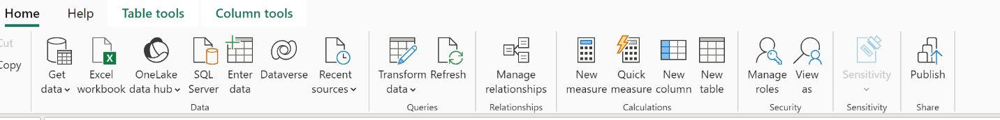 Home Help Table tools Column tools
Copy
Get data
Excel workbook
OneLake data hub
SQL Server
Enter data
Dataverse
Recent sources
Data
Transform data
Refresh
Queries
Manage relationships
Relationships
New measure
Quick measure
New column
New table
Calculations
Manage roles
View as
Security
Sensitivity
Sensitivity
Publish
Share